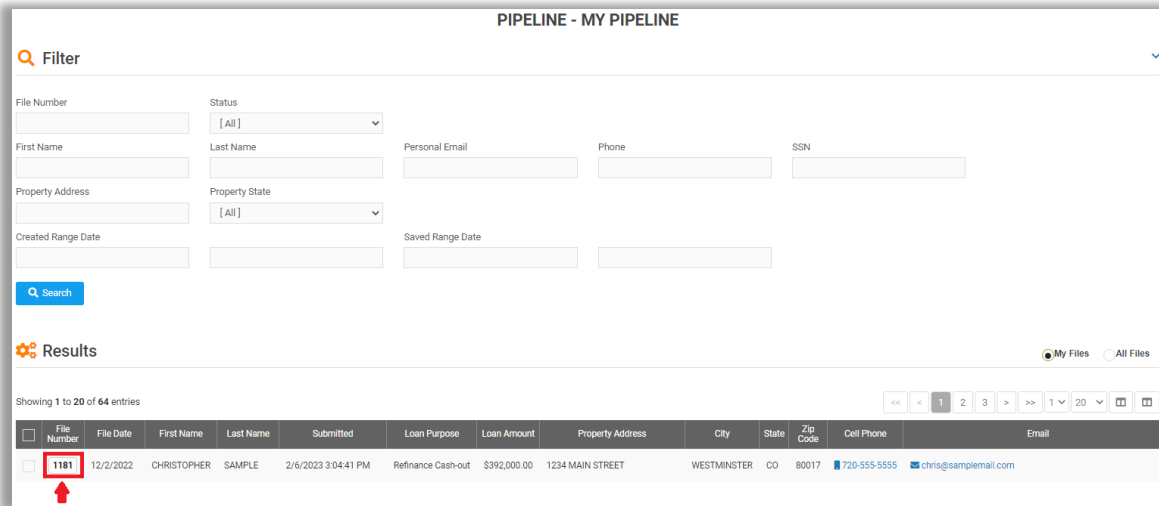 PIPELINE - MY PIPELINE
Filter
File Number Status
[ All ]
First Name Last Name Personal Email Phone SSN
Property Address Property State
[ All ]
Created Range Date Saved Range Date
Search
Results
My Files All Files
Showing 1 to 20 of 64 entries << < 1 2 3 > >> 1 20
File Number File Date First Name Last Name Submitted Loan Purpose Loan Amount Property Address City State Zip Code Cell Phone Email
1181 12/2/2022 CHRISTOPHER SAMPLE 2/6/2023 3:04:41 PM Refinance Cash-out $392,000.00 1234 MAIN STREET WESTMINSTER CO 80017 720-555-5555 chris@samplemail.com